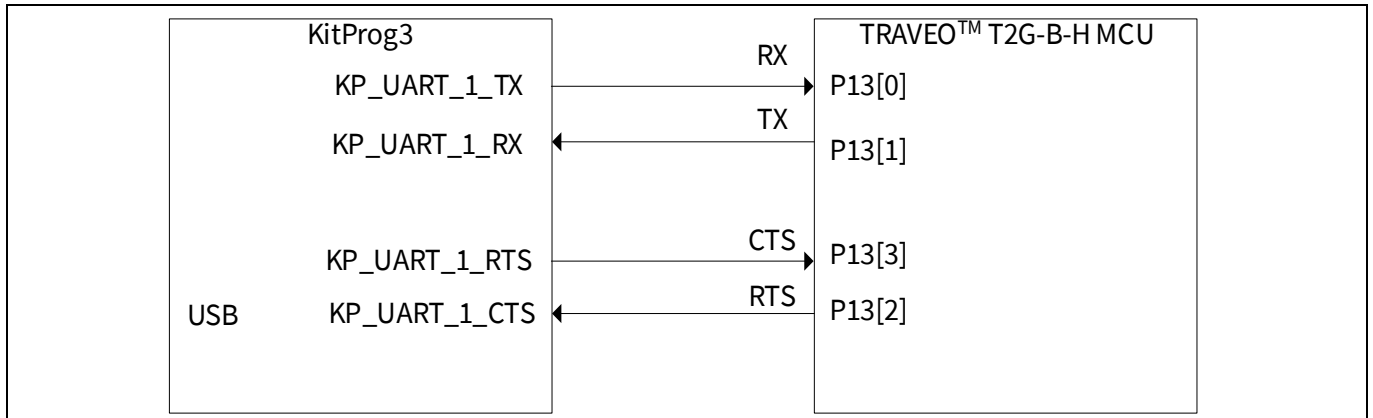 KitProg3
TRAVEO™ T2G-B-H MCU
RX
KP_UART_1_TX
P13[0]
TX
KP_UART_1_RX
P13[1]
CTS
KP_UART_1_RTS
P13[3]
RTS
USB
KP_UART_1_CTS
P13[2]